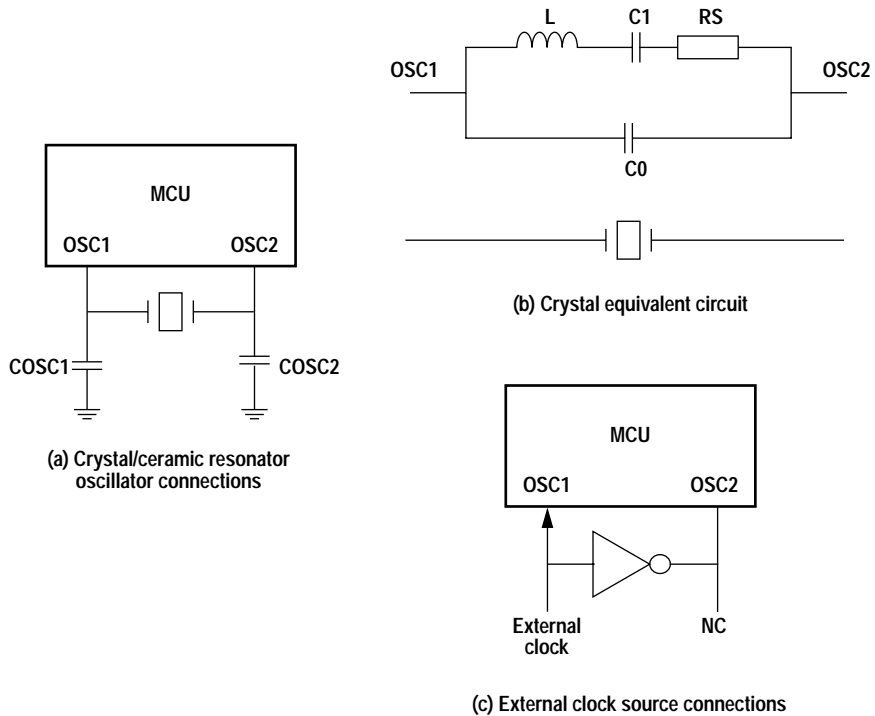 L
C1
RS
OSC1
OSC2
C0
MCU
OSC1
OSC2
COSC1
COSC2
(a) Crystal/ceramic resonator
oscillator connections
(b) Crystal equivalent circuit
MCU
OSC1
OSC2
External
clock
NC
(c) External clock source connections